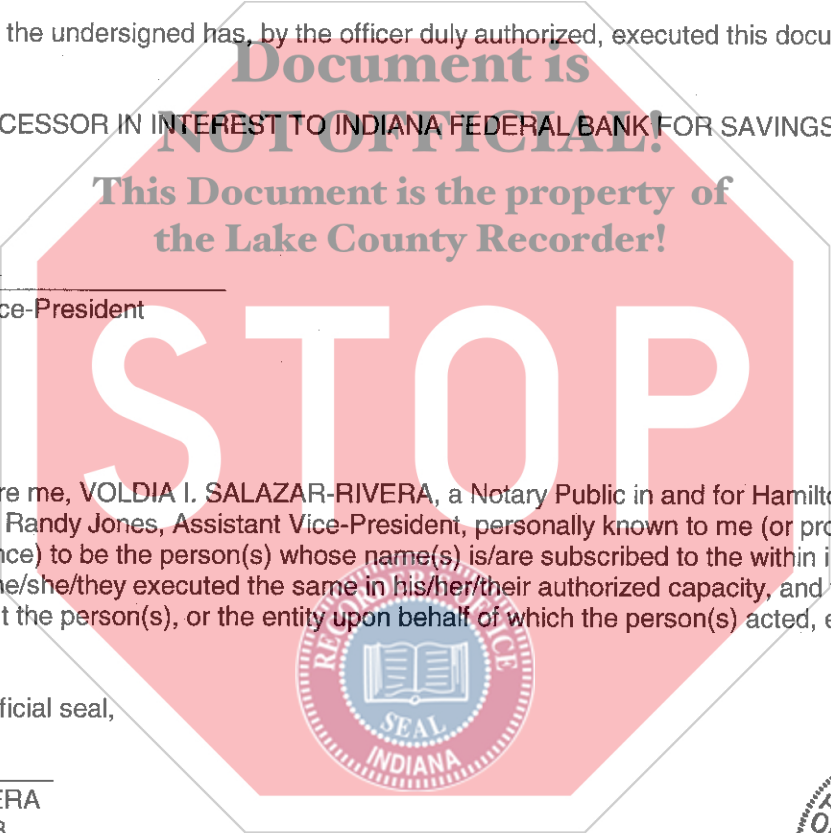 the undersigned has, by the officer duly authorized, executed this docu
Document is
CESSOR IN INTEREST TO INDIANA FEDERAL BANK FOR SAVINGS
NOT OFFICIAL!
This Document is the property of
the Lake County Recorder!
ce-President
STOP
re me, VOLDIA I. SALAZAR-RIVERA, a Notary Public in and for Hamilto
Randy Jones, Assistant Vice-President, personally known to me (or pro
nce) to be the person(s) whose name(s) is/are subscribed to the within i
ne/she/they executed the same in his/her/their authorized capacity, and
t the person(s), or the entity upon behalf of which the person(s) acted, e
RECORDER'S OFFICE
SEAL
INDIANA
ficial seal,
ERA